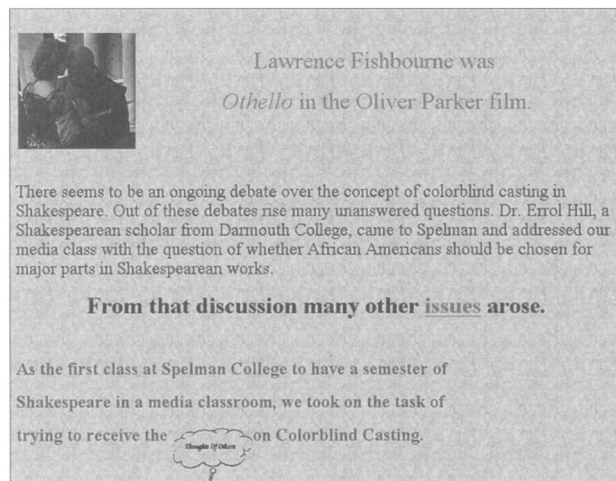 Lawrence Fishbourne was
Othello in the Oliver Parker film.
There seems to be an ongoing debate over the concept of colorblind casting in
Shakespeare. Out of these debates rise many unanswered questions. Dr. Errol Hill, a
Shakespearean scholar from Darmouth College, came to Spelman and addressed our
media class with the question of whether African Americans should be chosen for
major parts in Shakespearean works.
From that discussion many other issues arose.
As the first class at Spelman College to have a semester of
Shakespeare in a media classroom, we took on the task of
trying to receive the Thoughts Of Others on Colorblind Casting.